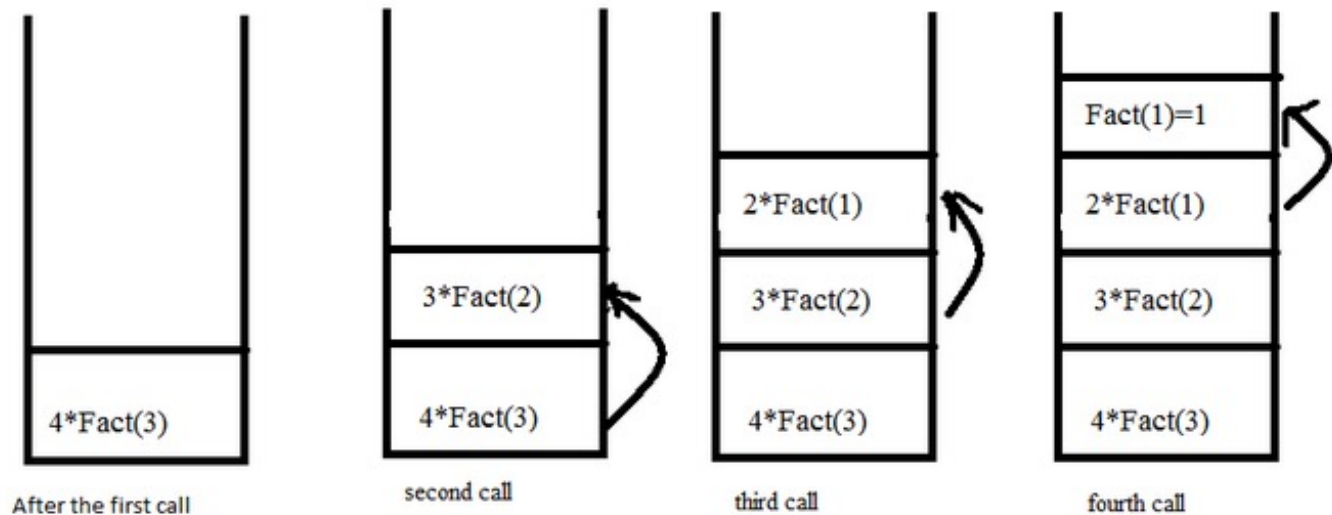 4*Fact(3)
After the first call
3*Fact(2)
4*Fact(3)
second call
2*Fact(1)
3*Fact(2)
4*Fact(3)
third call
Fact(1)=1
2*Fact(1)
3*Fact(2)
4*Fact(3)
fourth call